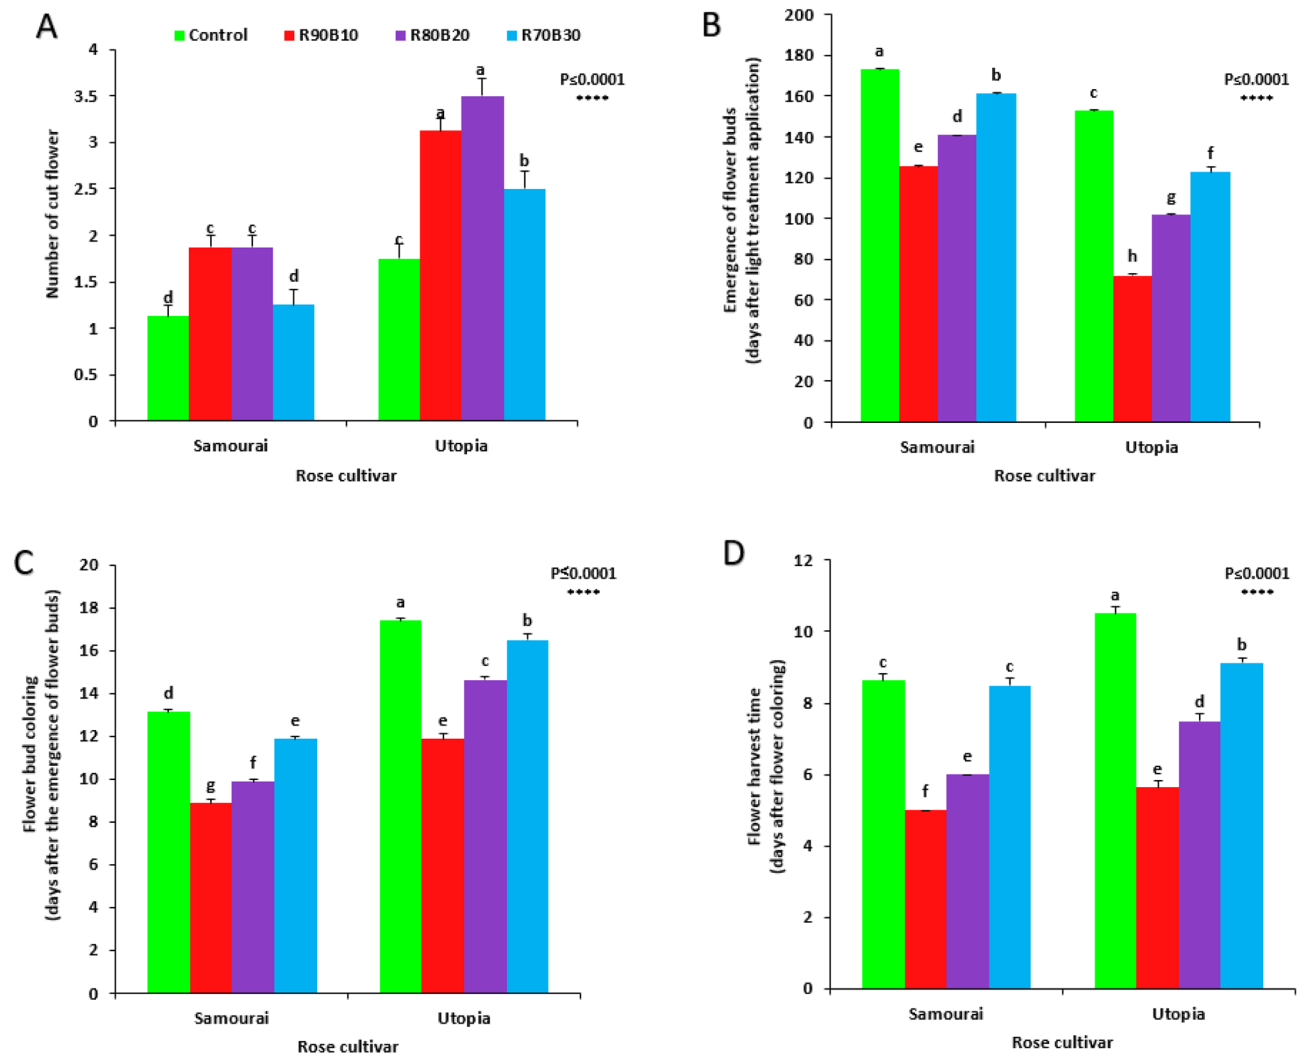 A
Control R90B10 R80B20 R70B30
P≤0.0001
****
Number of cut flower
4
3.5
3
2.5
2
1.5
1
0.5
0
d c c d c a a b
Samourai Utopia
Rose cultivar
B
P≤0.0001
****
Emergence of flower buds
(days after light treatment application)
200
180
160
140
120
100
80
60
40
20
0
a e d b c h g f
Samourai Utopia
Rose cultivar
C
P≤0.0001
****
Flower bud coloring
(days after the emergence of flower buds)
20
18
16
14
12
10
8
6
4
2
0
d g f e a e c b
Samourai Utopia
Rose cultivar
D
P≤0.0001
****
Flower harvest time
(days after flower coloring)
12
10
8
6
4
2
0
c f e c a e d b
Samourai Utopia
Rose cultivar